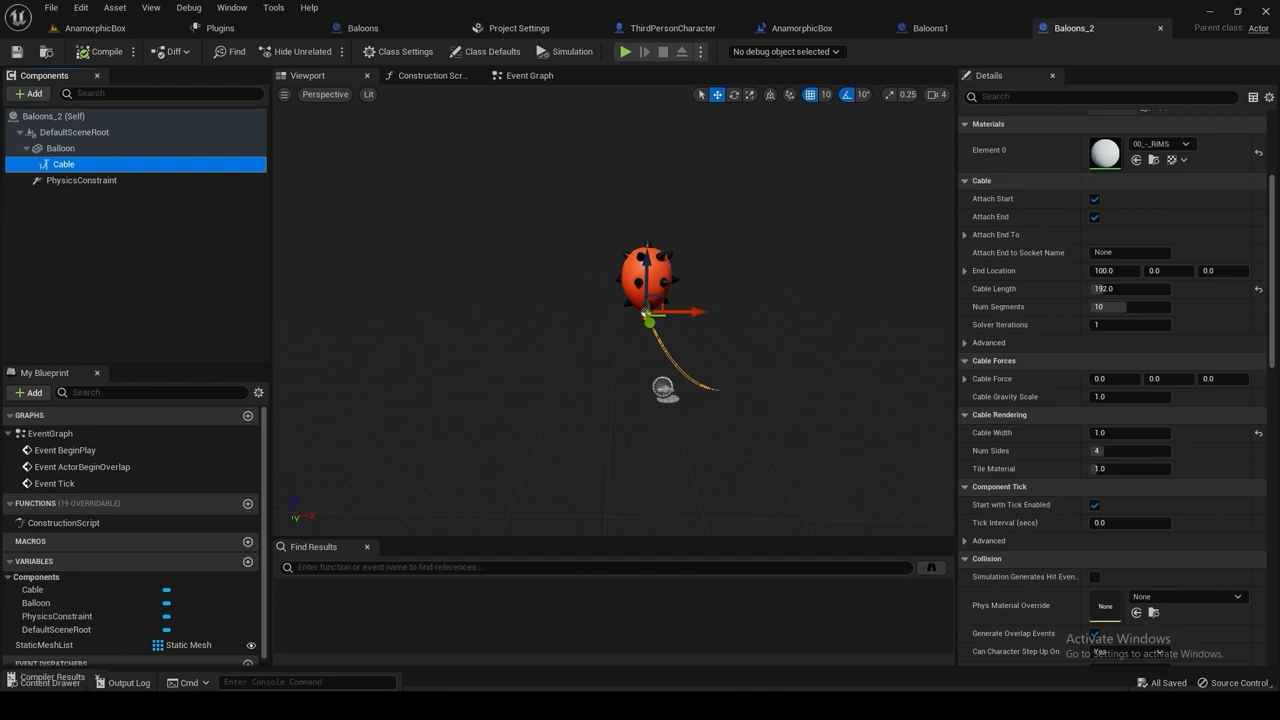 File Edit Asset View Debug Window Tools Help
AnamorphicBox Plugins Baloons Project Settings ThirdPersonCharacter AnamorphicBox Baloons1 Baloons_2 Parent class: Actor
Compile Diff Find Hide Unrelated Class Settings Class Defaults Simulation No debug object selected
Components
Add Search
Baloons_2 (Self)
DefaultSceneRoot
Balloon
Cable
PhysicsConstraint
My Blueprint
Add Search
GRAPHS
EventGraph
Event BeginPlay
Event ActorBeginOverlap
Event Tick
FUNCTIONS (19 OVERRIDABLE)
ConstructionScript
MACROS
VARIABLES
Components
Cable
Balloon
PhysicsConstraint
DefaultSceneRoot
StaticMeshList Static Mesh
EVENT DISPATCHERS
Viewport Construction Scr... Event Graph
Perspective Lit 10 10° 0.25 4
Z
X
Y
Find Results
Enter function or event name to find references...
Details
Search
Materials
Element 0 00_-_RIMS
Cable
Attach Start
Attach End
Attach End To
Attach End to Socket Name None
End Location 100.0 0.0 0.0
Cable Length 192.0
Num Segments 10
Solver Iterations 1
Advanced
Cable Forces
Cable Force 0.0 0.0 0.0
Cable Gravity Scale 1.0
Cable Rendering
Cable Width 1.0
Num Sides 4
Tile Material 1.0
Component Tick
Start with Tick Enabled
Tick Interval (secs) 0.0
Advanced
Collision
Simulation Generates Hit Even...
Phys Material Override None None
Generate Overlap Events
Can Character Step Up On Yes
Activate Windows
Go to Settings to activate Windows.
Compiler Results
Content Drawer Output Log Cmd Enter Console Command All Saved Source Control